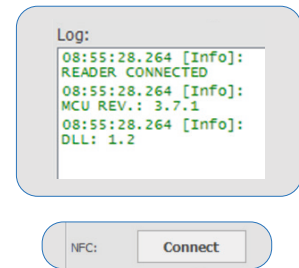 Log:
08:55:28.264 [Info]:
READER CONNECTED
08:55:28.264 [Info]:
MCU REV.: 3.7.1
08:55:28.264 [Info]:
DLL: 1.2
NFC: Connect